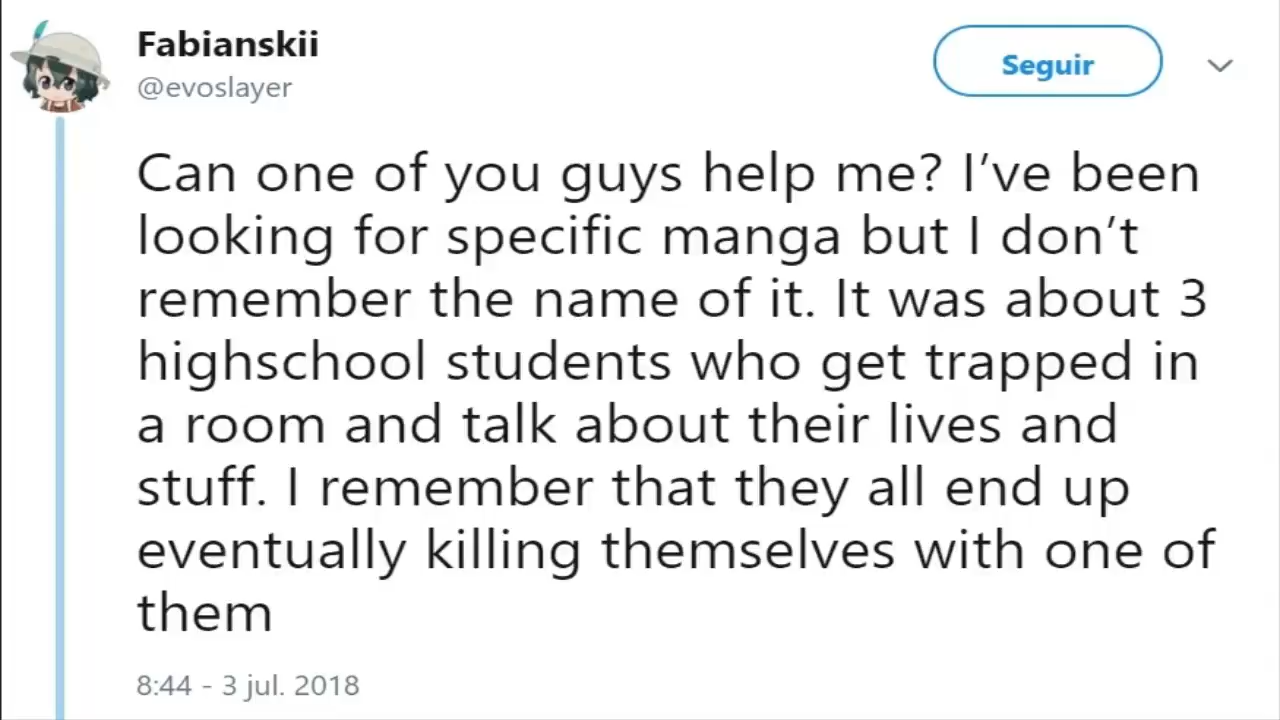 Fabianskii
@evoslayer
Seguir
Can one of you guys help me? I’ve been
looking for specific manga but I don’t
remember the name of it. It was about 3
highschool students who get trapped in
a room and talk about their lives and
stuff. I remember that they all end up
eventually killing themselves with one of
them
8:44 - 3 jul. 2018